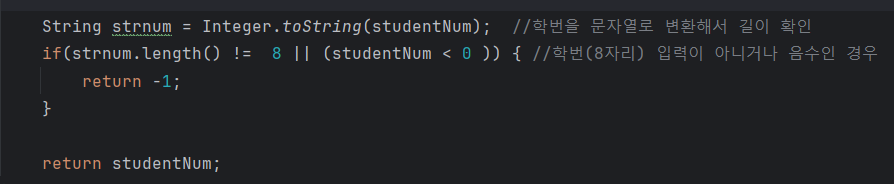 String strnum = Integer.toString(studentNum);  //학번을 문자열로 변환해서 길이 확인
if(strnum.length() !=  8 || (studentNum < 0 )) { //학번(8자리) 입력이 아니거나 음수인 경우
    return -1;
}
return studentNum;